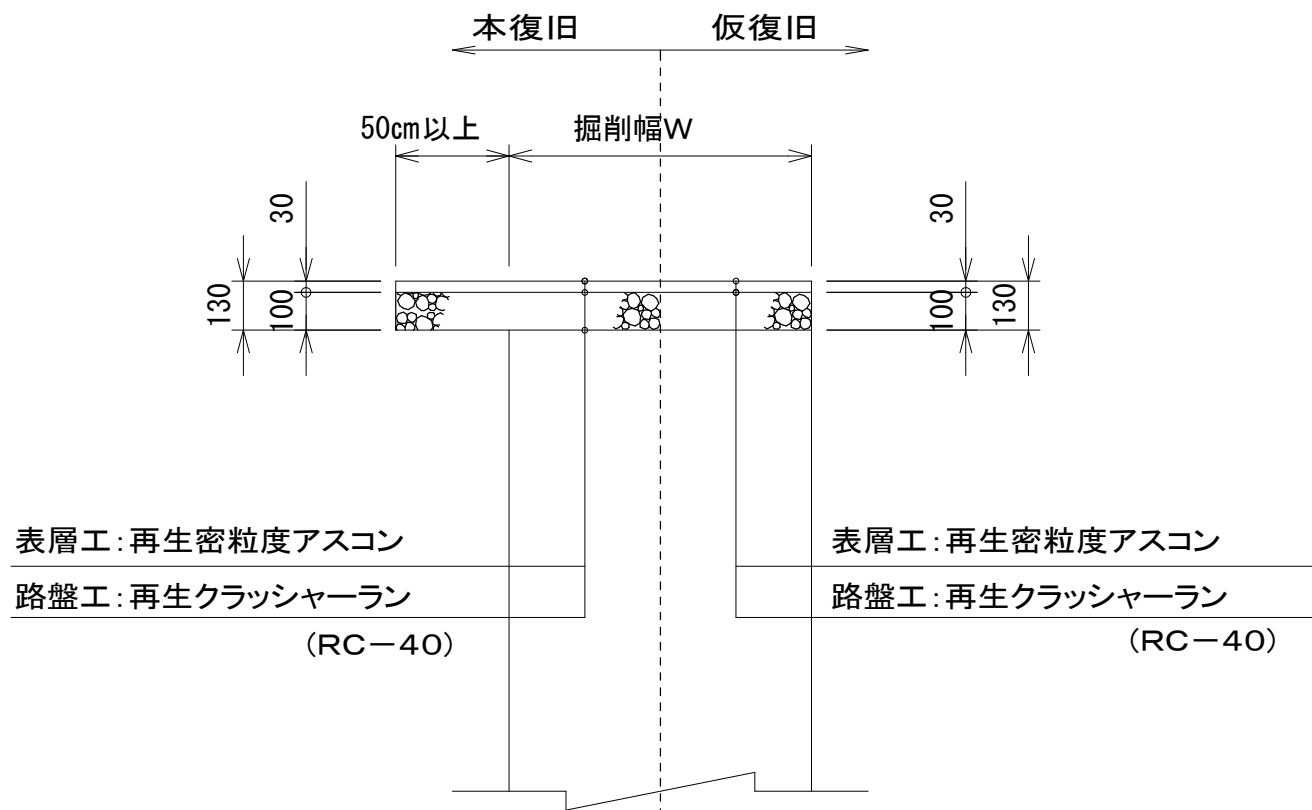 本復旧 仮復旧
50㎝以上 掘削幅W
30 30
130 100 100 130
表層工：再生密粒度アスコン 表層工：再生密粒度アスコン
路盤工：再生クラッシャーラン 路盤工：再生クラッシャーラン
（RC－40） （RC－40）